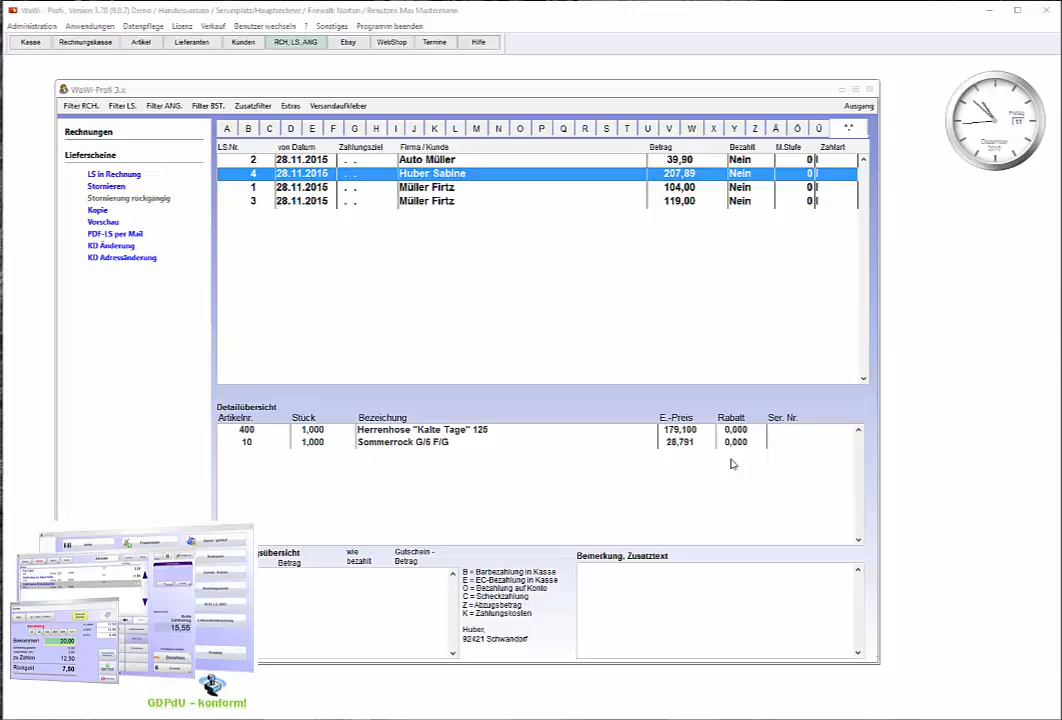 WaWi - Profi , Version 3.70 (9.0.7) Demo / Handelsversion / Serverplatz/Hauptrechner / Firewall: Norton / Benutzer: Max Mustermann
Administration Anwendungen Datenpflege Lizenz Verkauf Benutzer wechseln ? Sonstiges Programm beenden
Kasse Rechnungskasse Artikel Lieferanten Kunden RCH, LS, ANG Ebay WebShop Termine Hilfe
WaWi-Profi 3.x
Filter RCH. Filter LS. Filter ANG. Filter BST. Zusatzfilter Extras Versandaufkleber Ausgang
Rechnungen
Lieferscheine
LS in Rechnung
Stornieren
Stornierung rückgängig
Kopie
Vorschau
PDF-LS per Mail
KD Änderung
KD Adressänderung
A B C D E F G H I J K L M N O P Q R S T U V W X Y Z Ä Ö Ü *.*
LS.Nr. von Datum Zahlungsziel Firma / Kunde Betrag Bezahlt M.Stufe Zahlart
2 28.11.2015 . . Auto Müller 39,90 Nein 0
4 28.11.2015 . . Huber Sabine 207,89 Nein 0
1 28.11.2015 . . Müller Firtz 104,00 Nein 0
3 28.11.2015 . . Müller Firtz 119,00 Nein 0
Freitag
11
Dezember
2015
Detailübersicht
Artikelnr. Stück Bezeichnung E.-Preis Rabatt Ser. Nr.
400 1,000 Herrenhose "Kalte Tage" 125 179,100 0,000
10 1,000 Sommerrock G/6 F/G 28,791 0,000
gsübersicht wie Gutschein -
Betrag bezahlt Betrag
Bemerkung, Zusatztext
B = Barbezahlung in Kasse
E = EC-Bezahlung in Kasse
O = Bezahlung auf Konto
C = Scheckzahlung
Z = Abzugsbetrag
K = Zahlungskosten
Huber,
92421 Schwandorf
15,55
Bekommen 20,00
zu Zahlen 12,50
Rückgeld 7,50
GDPdU – konform!